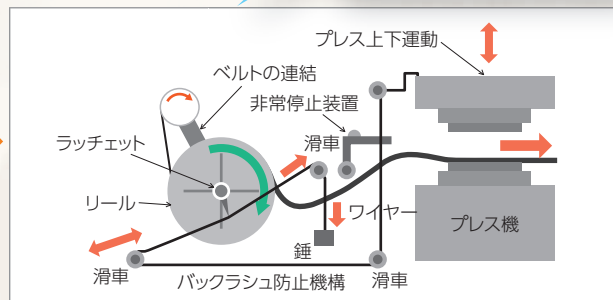 プレス上下運動
ベルトの連結
非常停止装置
滑車
ラッチェット
リール
ワイヤー
プレス機
錘
滑車
バックラシュ防止機構
滑車